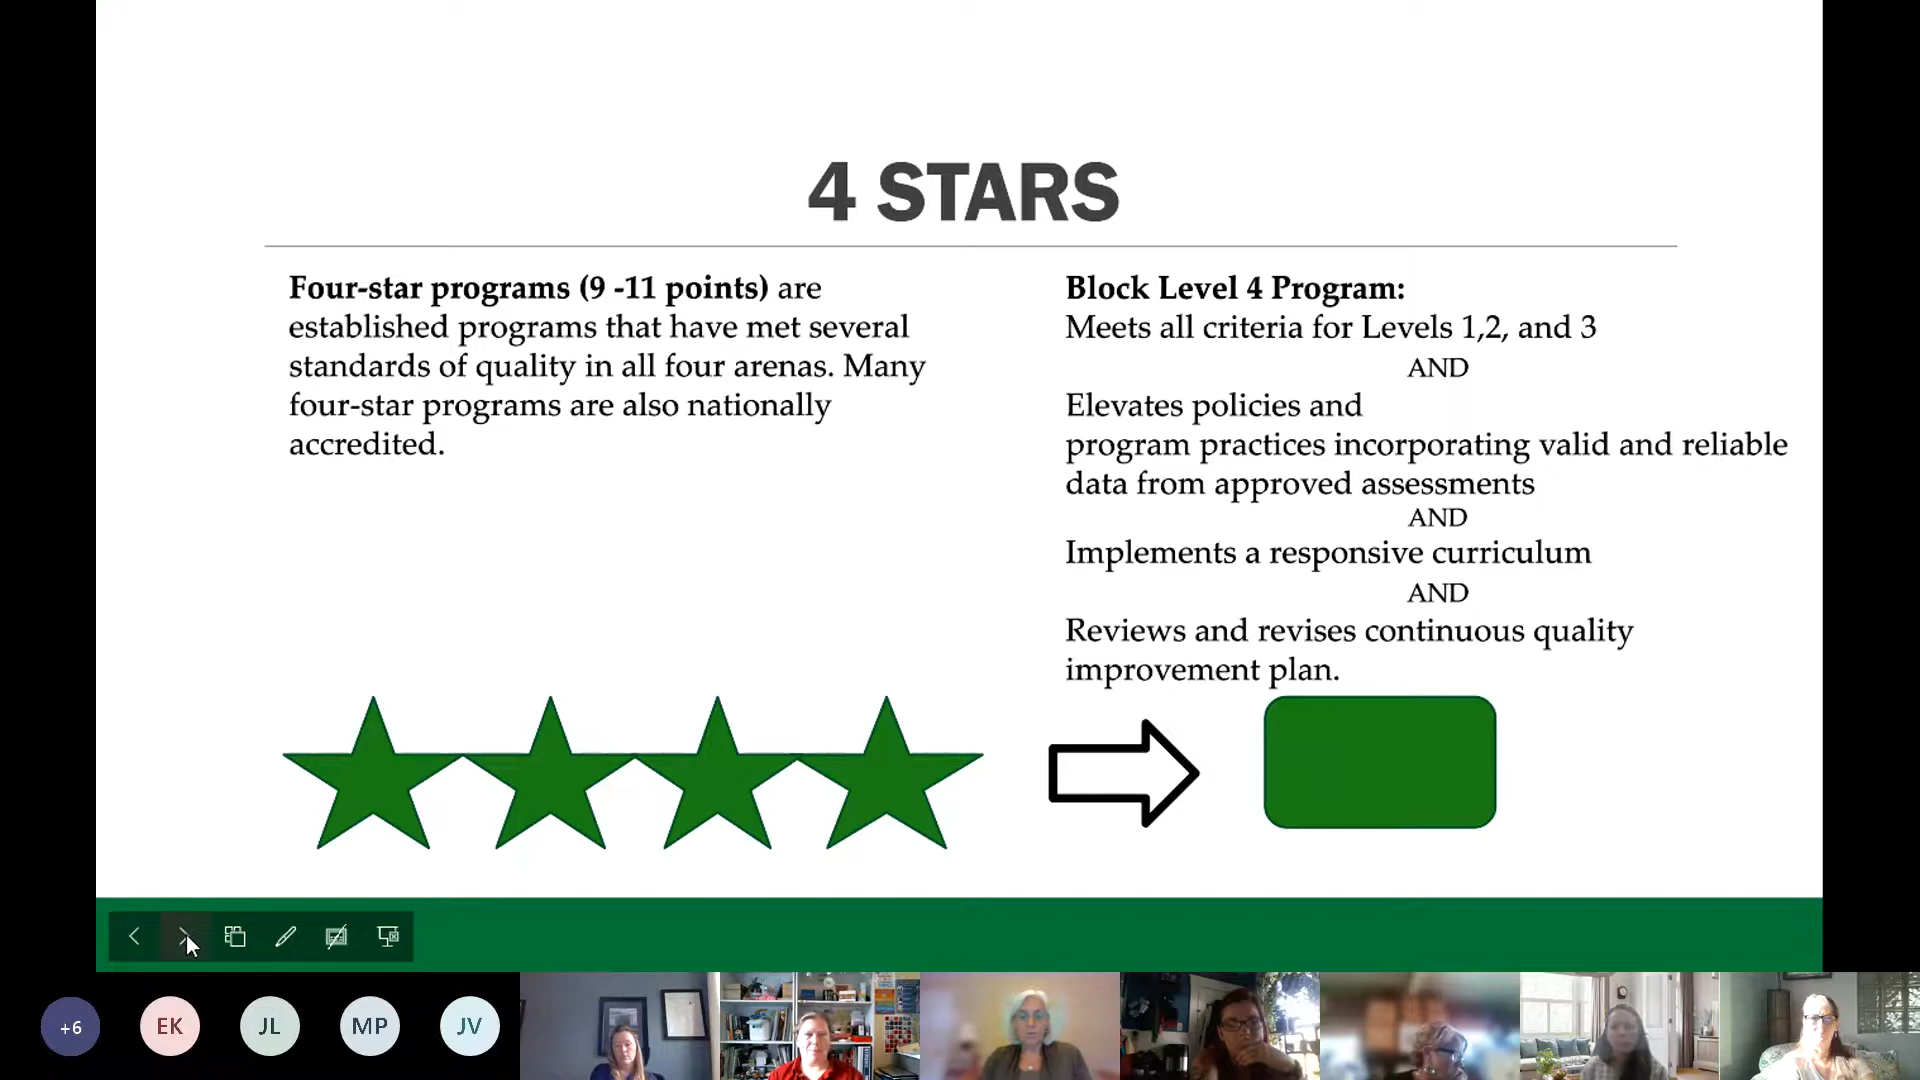 4 STARS
Four-star programs (9 -11 points) are
established programs that have met several
standards of quality in all four arenas. Many
four-star programs are also nationally
accredited.
Block Level 4 Program:
Meets all criteria for Levels 1,2, and 3
AND
Elevates policies and
program practices incorporating valid and reliable
data from approved assessments
AND
Implements a responsive curriculum
AND
Reviews and revises continuous quality
improvement plan.
+6
EK
JL
MP
JV